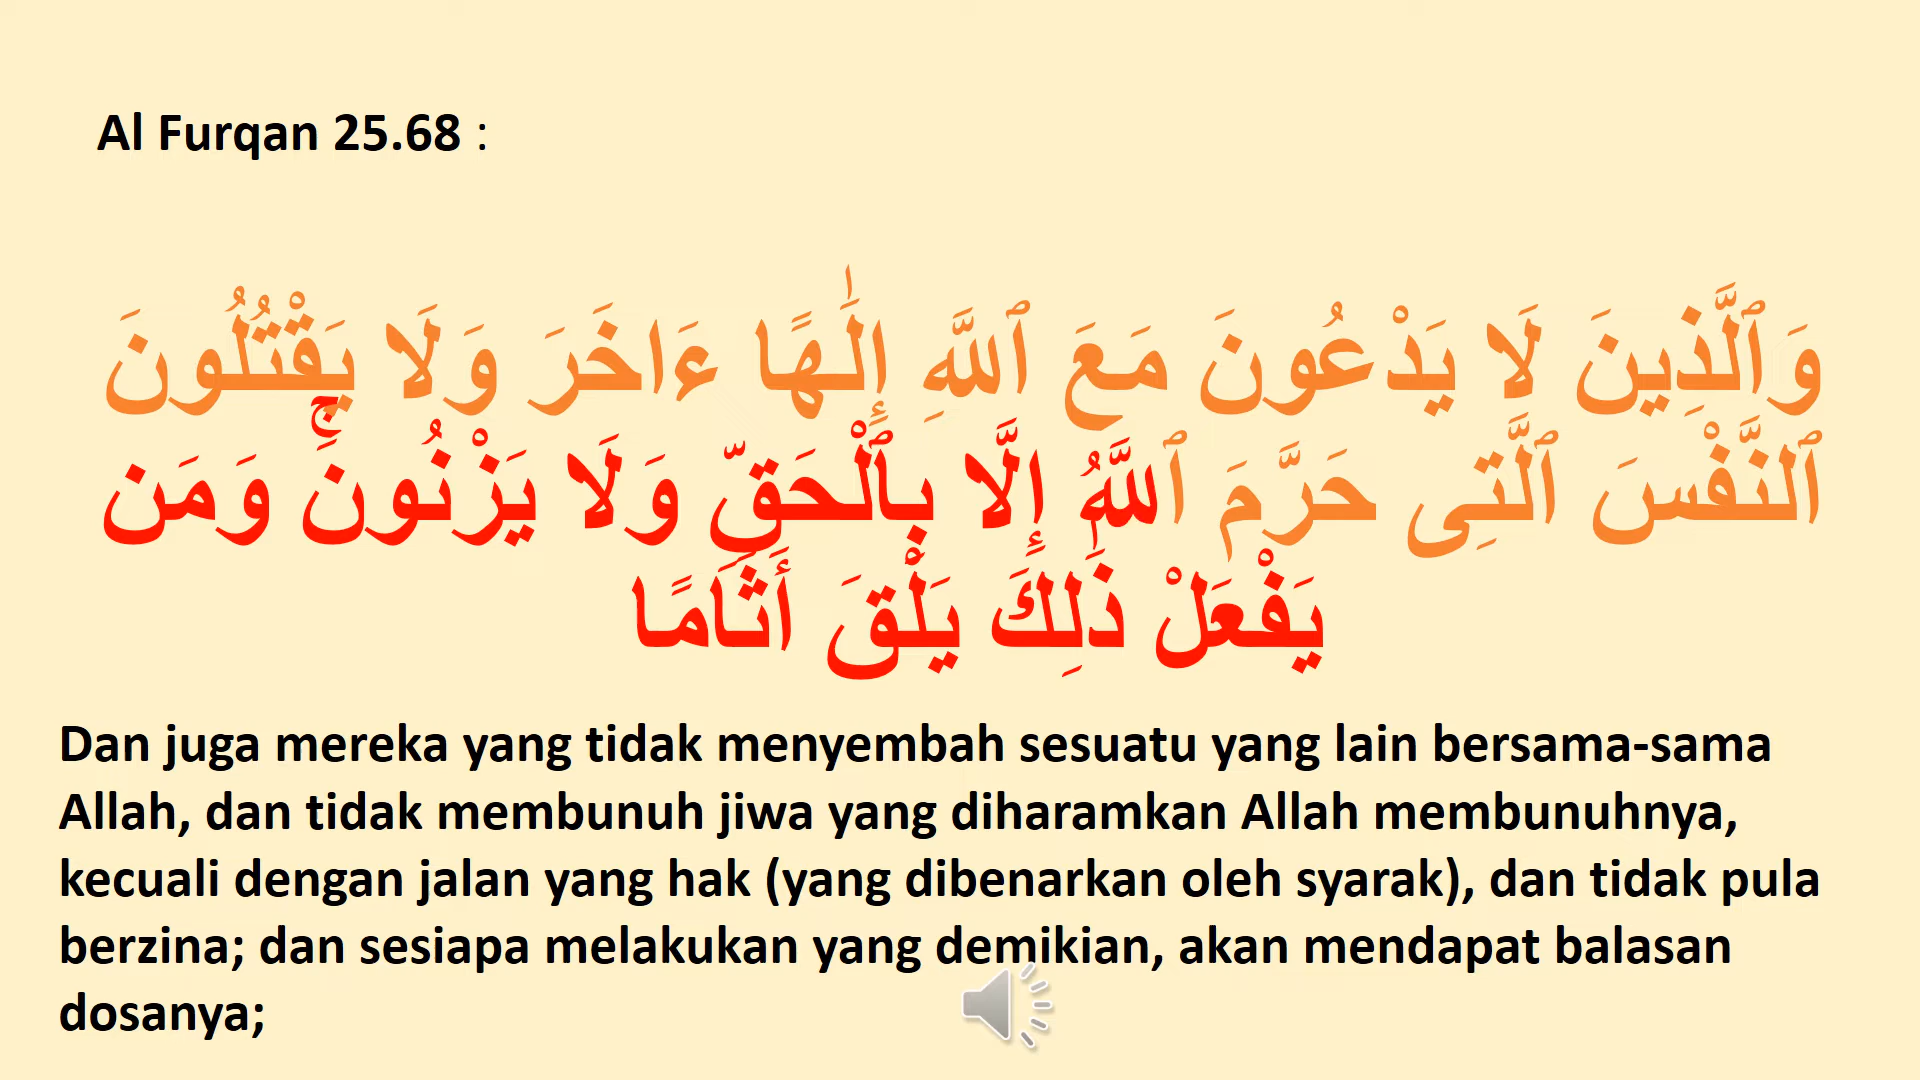 Al Furqan 25.68 :
وَٱلَّذِينَ لَا يَدْعُونَ مَعَ ٱللَّهِ إِلَٰهًا ءَاخَرَ وَلَا يَقْتُلُونَ
ٱلنَّفْسَ ٱلَّتِى حَرَّمَ ٱللَّهُ إِلَّا بِٱلْحَقِّ وَلَا يَزْنُونَ ۚ وَمَن
يَفْعَلْ ذَٰلِكَ يَلْقَ أَثَامًا
Dan juga mereka yang tidak menyembah sesuatu yang lain bersama-sama
Allah, dan tidak membunuh jiwa yang diharamkan Allah membunuhnya,
kecuali dengan jalan yang hak (yang dibenarkan oleh syarak), dan tidak pula
berzina; dan sesiapa melakukan yang demikian, akan mendapat balasan
dosanya;